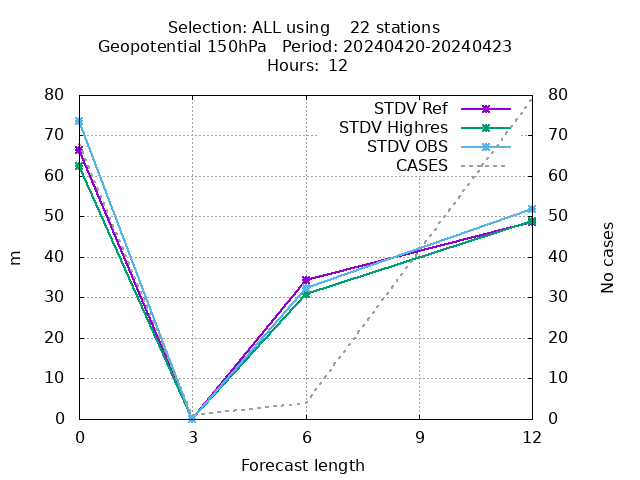 Selection: ALL using    22 stations
Geopotential 150hPa   Period: 20240420-20240423
Hours: 12
80 80
STDV Ref
STDV Highres
70 70
STDV OBS
CASES
60 60
50 50
40 40
m
No cases
30 30
20 20
10 10
0 0
0 3 6 9 12
Forecast length